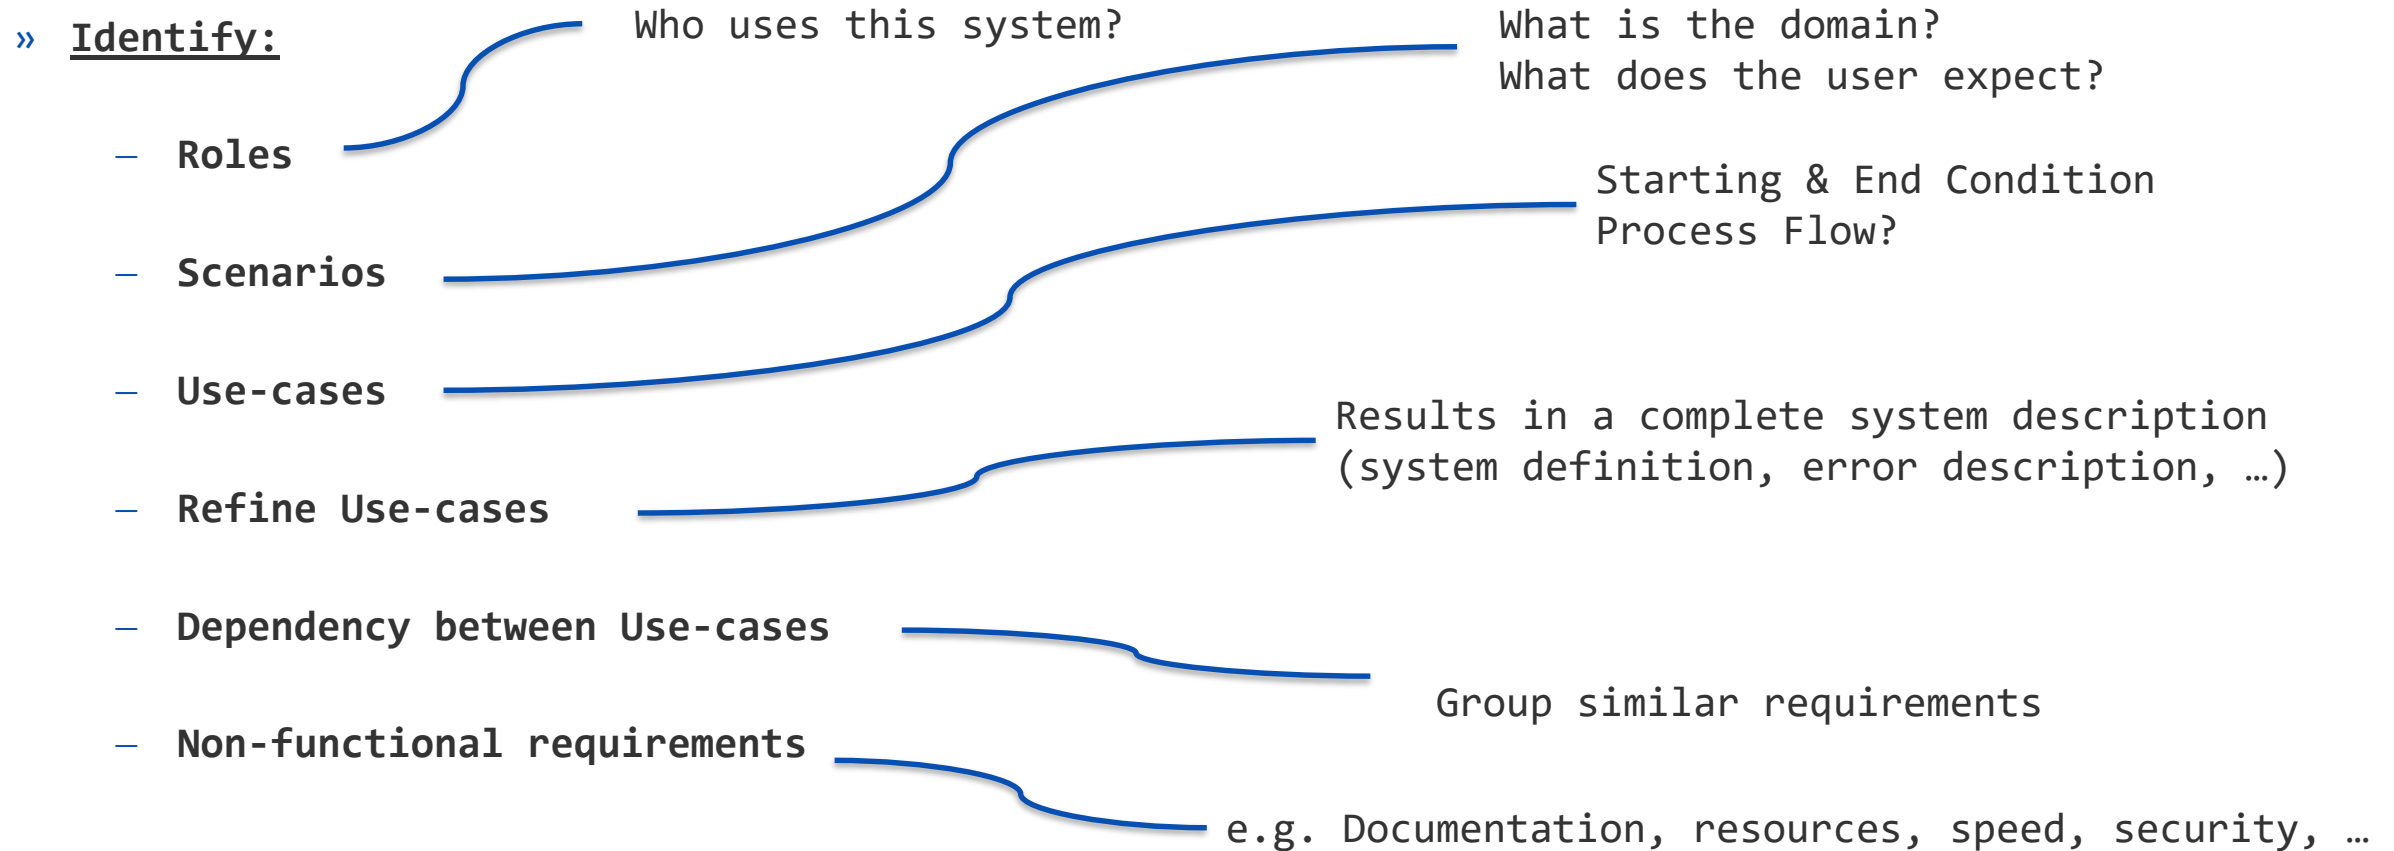 » Identify:
Who uses this system?
What is the domain?
What does the user expect?
– Roles
Starting & End Condition
Process Flow?
– Scenarios
– Use-cases
Results in a complete system description
(system definition, error description, …)
– Refine Use-cases
– Dependency between Use-cases
Group similar requirements
– Non-functional requirements
e.g. Documentation, resources, speed, security, …